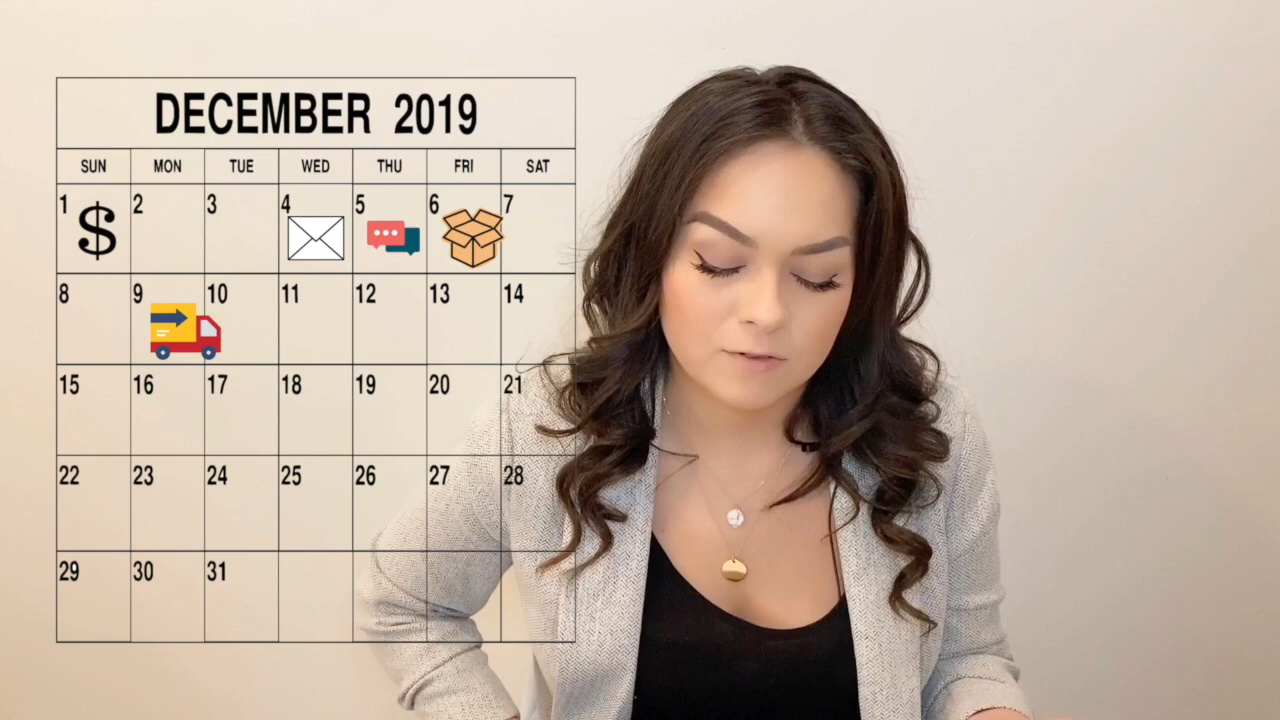 DECEMBER 2019
SUN MON TUE WED THU FRI SAT
1 $ 2 3 4 5 6 7
8 9 10 11 12 13 14
15 16 17 18 19 20 21
22 23 24 25 26 27 28
29 30 31